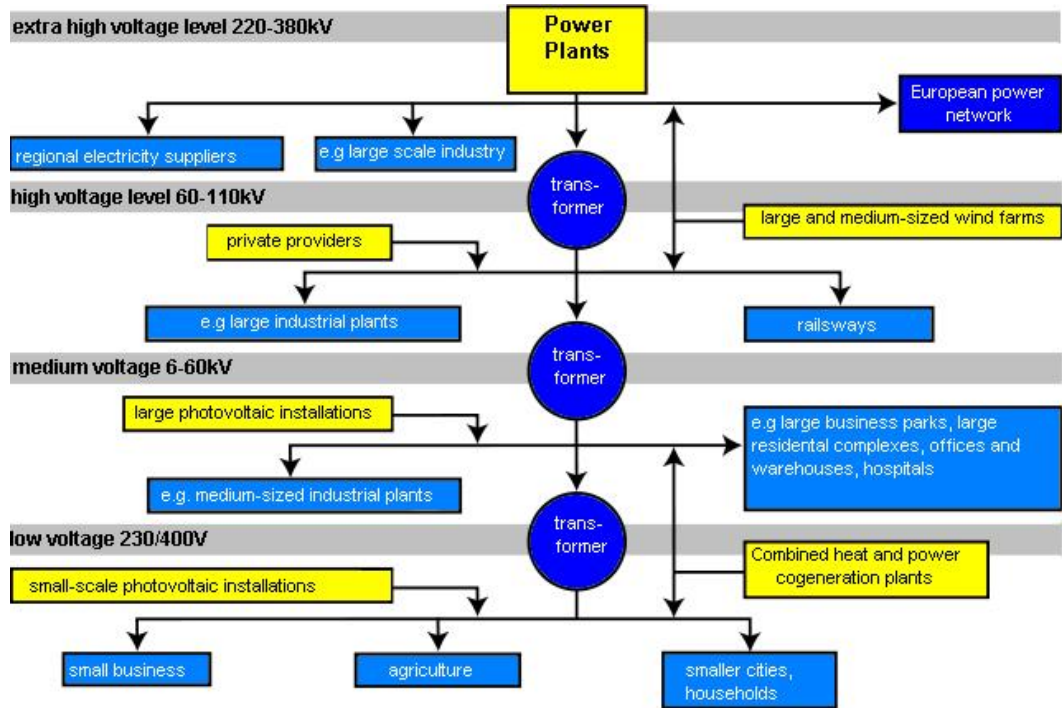 extra high voltage level 220-380kV
Power
Plants
European power
network
regional electricity suppliers
e.g large scale industry
trans-
former
high voltage level 60-110kV
large and medium-sized wind farms
private providers
e.g large industrial plants
railsways
trans-
former
medium voltage 6-60kV
large photovoltaic installations
e.g large business parks, large
residental complexes, offices and
warehouses, hospitals
e.g. medium-sized industrial plants
trans-
former
low voltage 230/400V
Combined heat and power
cogeneration plants
small-scale photovoltaic installations
small business
agriculture
smaller cities,
households